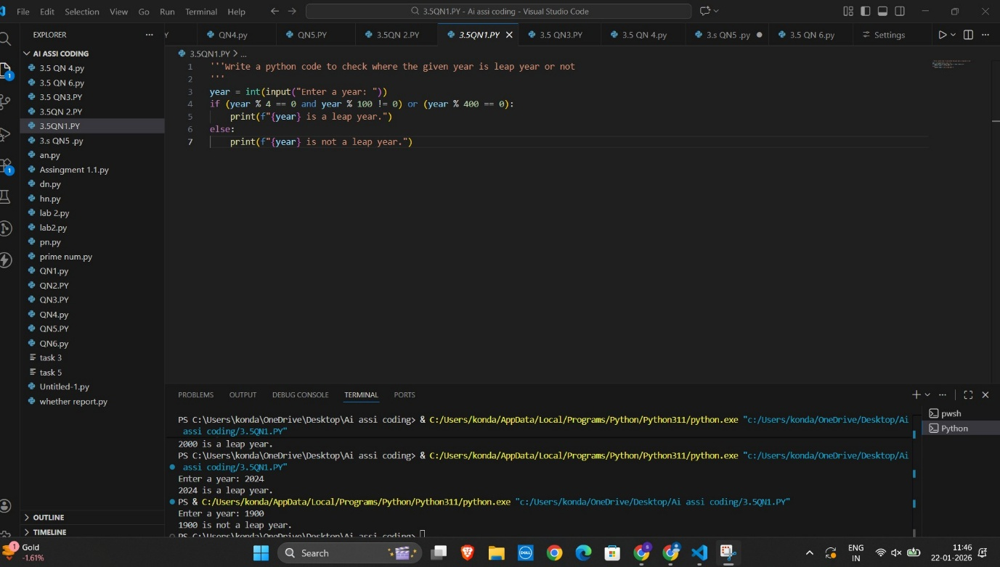 File Edit Selection View Go Run Terminal Help
3.5QN1.PY - Ai assi coding - Visual Studio Code
EXPLORER
Y QN4.py QN5.PY 3.5QN 2.PY 3.5QN1.PY 3.5 QN3.PY 3.5 QN 4.py 3.s QN5 .py 3.5 QN 6.py Settings
AI ASSI CODING
3.5 QN 4.py
3.5 QN 6.py
3.5 QN3.PY
3.5QN 2.PY
3.5QN1.PY
3.s QN5 .py
an.py
Assingment 1.1.py
dn.py
hn.py
lab 2.py
lab2.py
pn.py
prime num.py
QN1.py
QN2.PY
QN3.PY
QN4.py
QN5.PY
QN6.py
task 3
task 5
Untitled-1.py
whether report.py
OUTLINE
TIMELINE
1
1
3.5QN1.PY > ...
1 '''Write a python code to check where the given year is leap year or not
2 '''
3 year = int(input("Enter a year: "))
4 if (year % 4 == 0 and year % 100 != 0) or (year % 400 == 0):
5 print(f"{year} is a leap year.")
6 else:
7 print(f"{year} is not a leap year.")
PROBLEMS OUTPUT DEBUG CONSOLE TERMINAL PORTS
PS C:\Users\konda\OneDrive\Desktop\Ai assi coding> & C:/Users/konda/AppData/Local/Programs/Python/Python311/python.exe "c:/Users/konda/OneDrive/Desktop/Ai
assi coding/3.5QN1.PY"
2000 is a leap year.
PS C:\Users\konda\OneDrive\Desktop\Ai assi coding> & C:/Users/konda/AppData/Local/Programs/Python/Python311/python.exe "c:/Users/konda/OneDrive/Desktop/Ai
assi coding/3.5QN1.PY"
Enter a year: 2024
2024 is a leap year.
PS & C:/Users/konda/AppData/Local/Programs/Python/Python311/python.exe "c:/Users/konda/OneDrive/Desktop/Ai assi coding/3.5QN1.PY"
Enter a year: 1900
1900 is not a leap year.
PS C:\Users\konda\OneDrive\Desktop\Ai assi coding>
pwsh
Python
1
Gold
-1.61%
Search
DELL
ENG
IN
11:46
22-01-2026